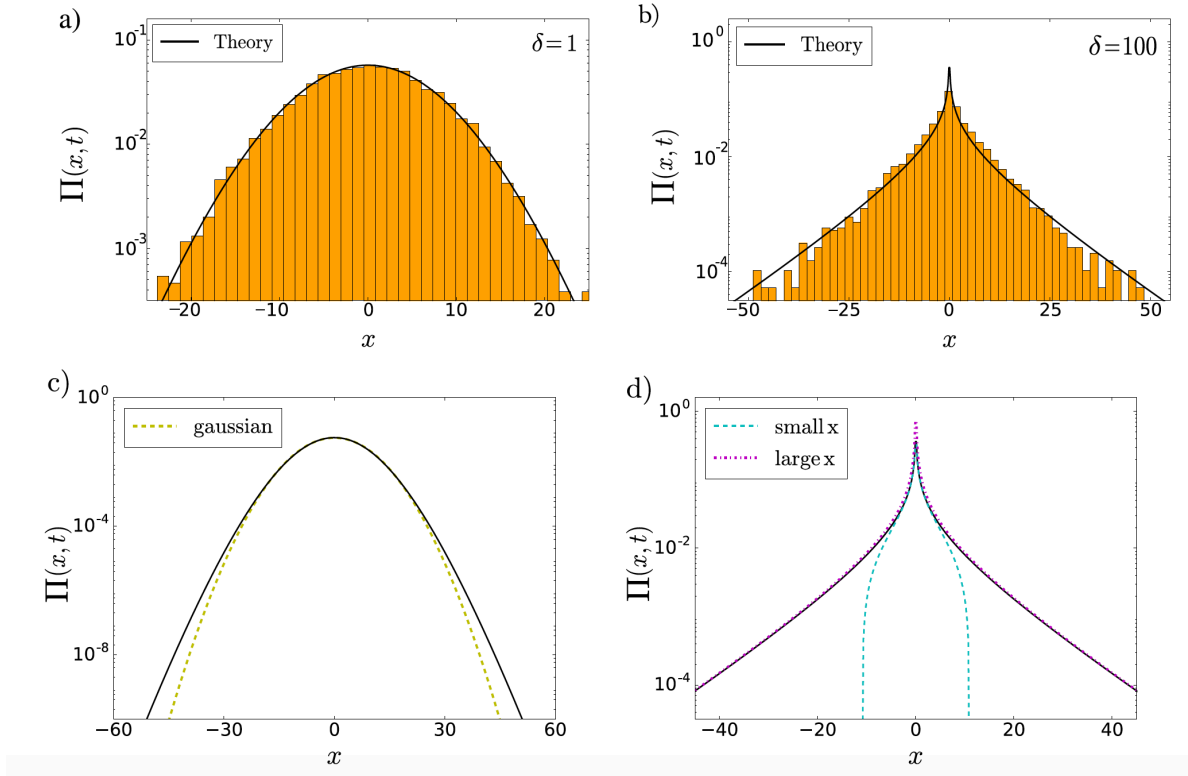 a)
Theory
δ=1
10^-1
10^-2
10^-3
Π(x,t)
−20 −10 0 10 20
x
b)
Theory
δ=100
10^0
10^-2
10^-4
Π(x,t)
−50 −25 0 25 50
x
c)
gaussian
10^0
10^-4
10^-8
Π(x,t)
−60 −30 0 30 60
x
d)
small x
large x
10^0
10^-2
10^-4
Π(x,t)
−40 −20 0 20 40
x